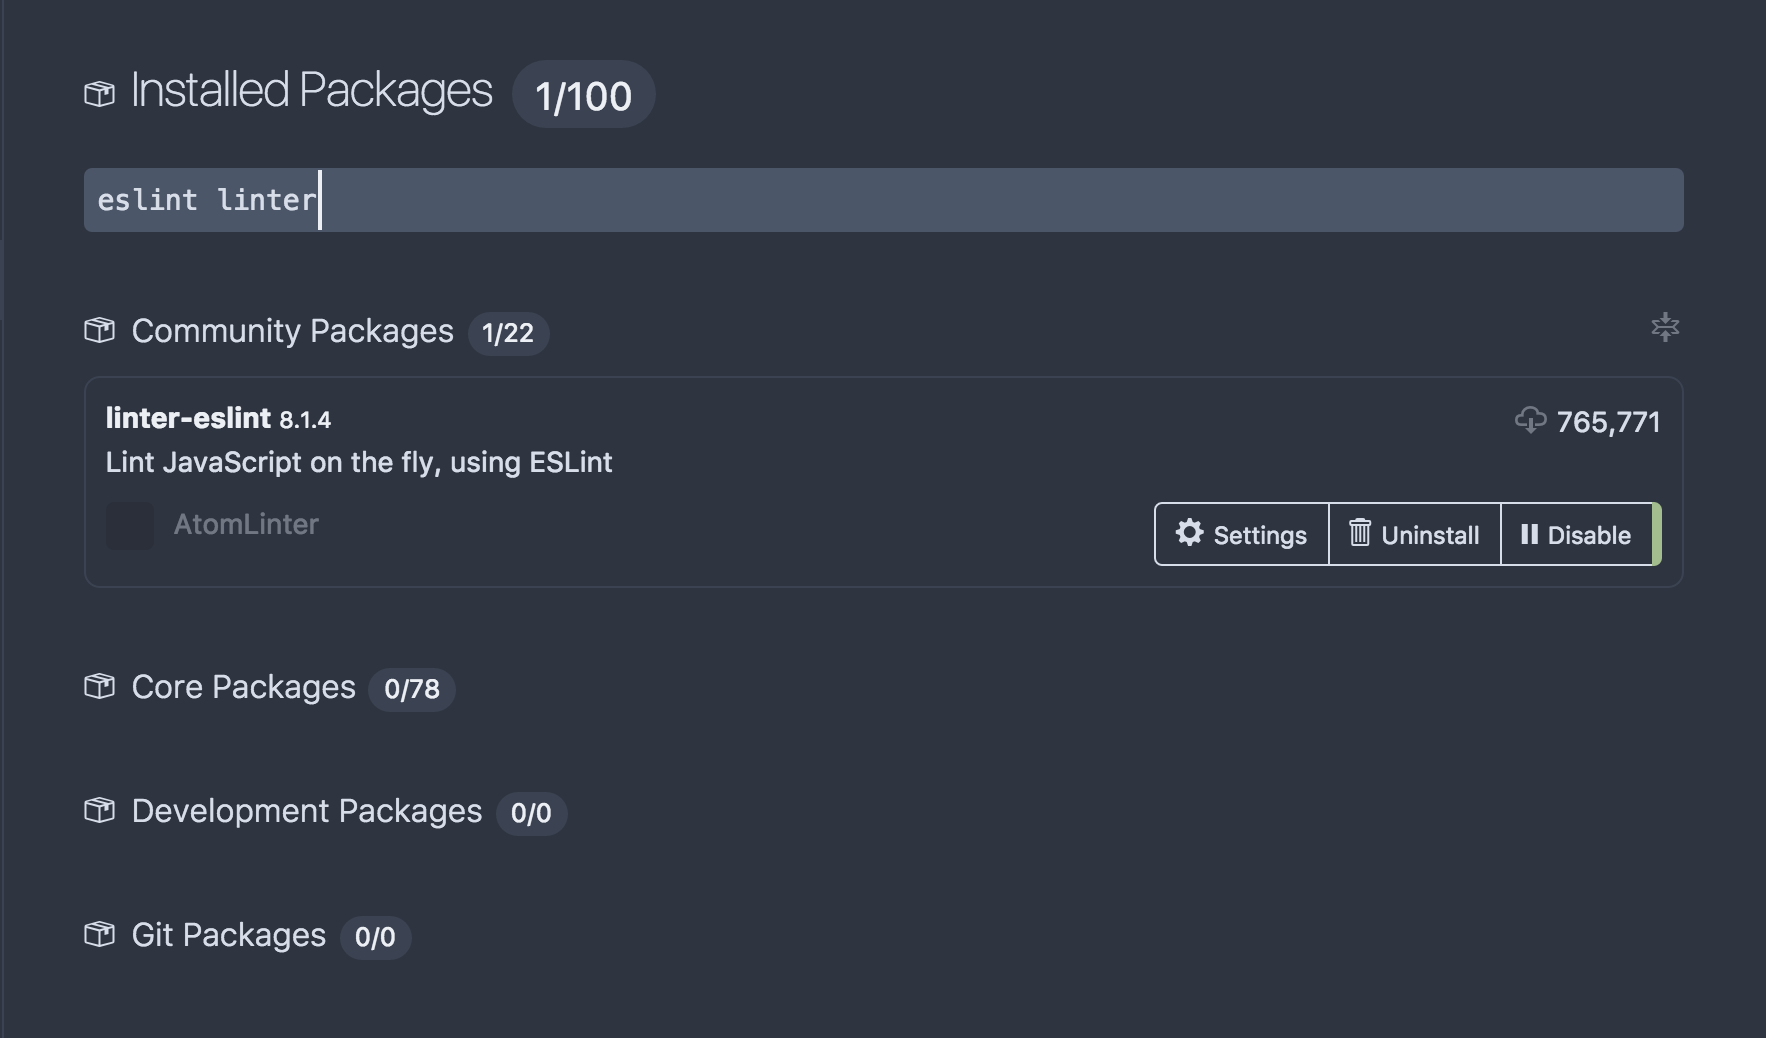 Installed Packages 1/100
eslint linter
Community Packages 1/22
linter-eslint 8.1.4 765,771
Lint JavaScript on the fly, using ESLint
AtomLinter Settings Uninstall Disable
Core Packages 0/78
Development Packages 0/0
Git Packages 0/0